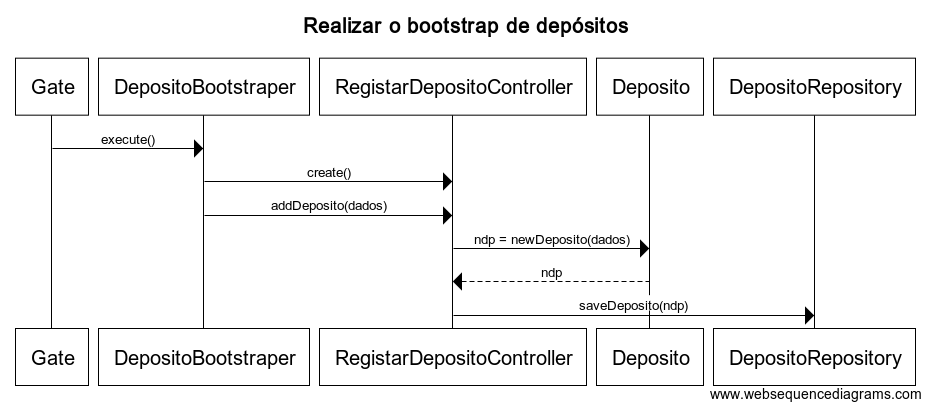 Realizar o bootstrap de depósitos
Gate DepositoBootstraper RegistarDepositoController Deposito DepositoRepository
execute()
create()
addDeposito(dados)
ndp = newDeposito(dados)
ndp
saveDeposito(ndp)
Gate DepositoBootstraper RegistarDepositoController Deposito DepositoRepository
www.websequencediagrams.com